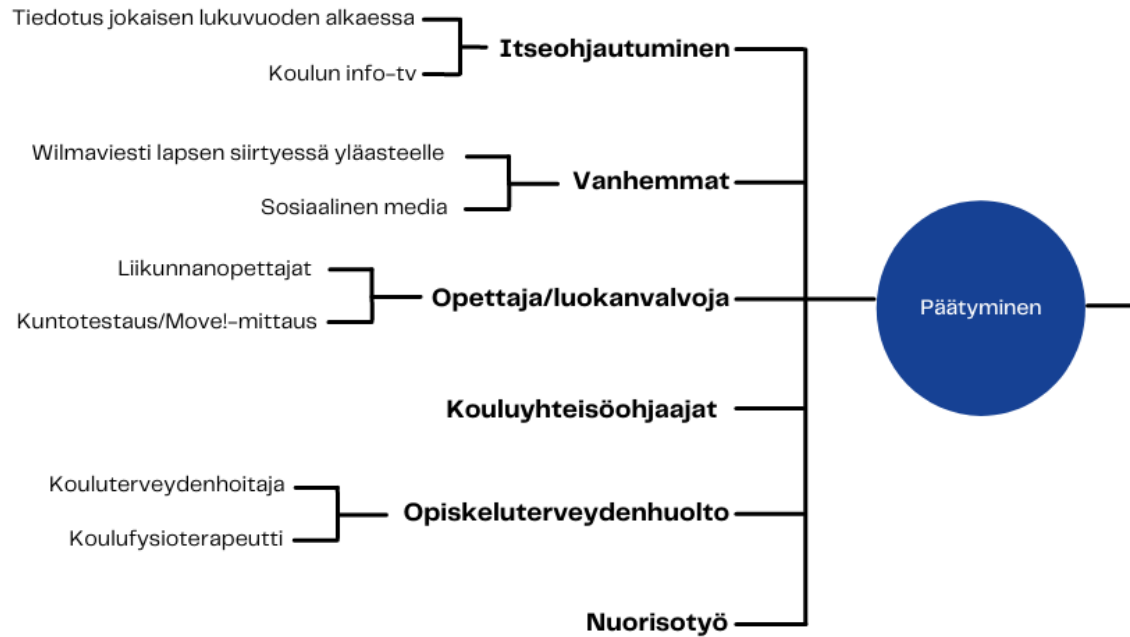 Tiedotus jokaisen lukuvuoden alkaessa
Itseohjautuminen
Koulun info-tv
Wilmaviesti lapsen siirtyessä yläasteelle
Vanhemmat
Sosiaalinen media
Liikunnanopettajat
Opettaja/luokanvalvoja
Kuntotestaus/Move!-mittaus
Päätyminen
Kouluyhteisöohjaajat
Kouluterveydenhoitaja
Opiskeluterveydenhuolto
Koulufysioterapeutti
Nuorisotyö